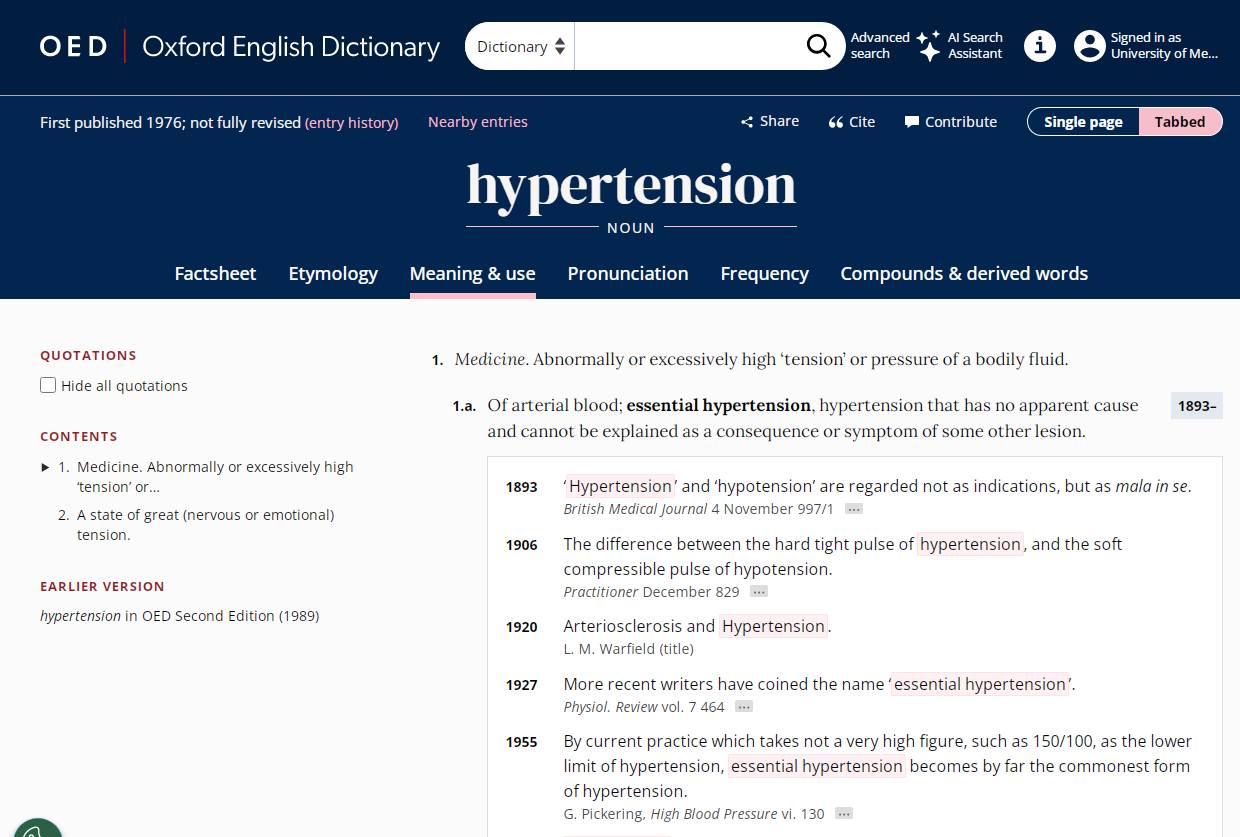 OED Oxford English Dictionary Dictionary Advanced search AI Search Assistant Signed in as University of Me...
First published 1976; not fully revised (entry history) Nearby entries Share Cite Contribute Single page Tabbed
hypertension
NOUN
Factsheet Etymology Meaning & use Pronunciation Frequency Compounds & derived words
QUOTATIONS
Hide all quotations
CONTENTS
1. Medicine. Abnormally or excessively high
‘tension’ or...
2. A state of great (nervous or emotional)
tension.
EARLIER VERSION
hypertension in OED Second Edition (1989)
1. Medicine. Abnormally or excessively high ‘tension’ or pressure of a bodily fluid.
1.a. Of arterial blood; essential hypertension, hypertension that has no apparent cause 1893–
and cannot be explained as a consequence or symptom of some other lesion.
1893 ‘Hypertension’ and ‘hypotension’ are regarded not as indications, but as mala in se.
British Medical Journal 4 November 997/1 ...
1906 The difference between the hard tight pulse of hypertension, and the soft
compressible pulse of hypotension.
Practitioner December 829 ...
1920 Arteriosclerosis and Hypertension.
L. M. Warfield (title)
1927 More recent writers have coined the name ‘essential hypertension’.
Physiol. Review vol. 7 464 ...
1955 By current practice which takes not a very high figure, such as 150/100, as the lower
limit of hypertension, essential hypertension becomes by far the commonest form
of hypertension.
G. Pickering, High Blood Pressure vi. 130 ...